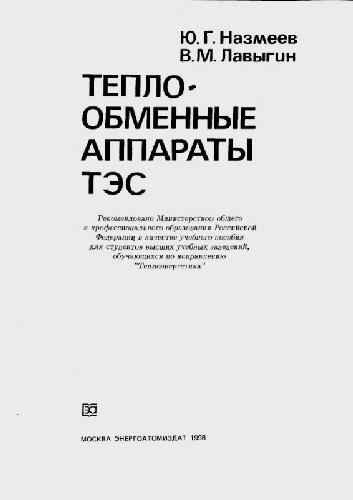 Ю. Г. Назмеев
В. М. Лавыгин
ТЕПЛО-
ОБМЕННЫЕ
АППАРАТЫ
ТЭС
Рекомендовано Министерством общего
и профессионального образования Российской
Федерации в качестве учебного пособия
для студентов высших учебных заведений,
обучающихся по направлению
"Теплоэнергетика"
МОСКВА ЭНЕРГОАТОМИЗДАТ 1998